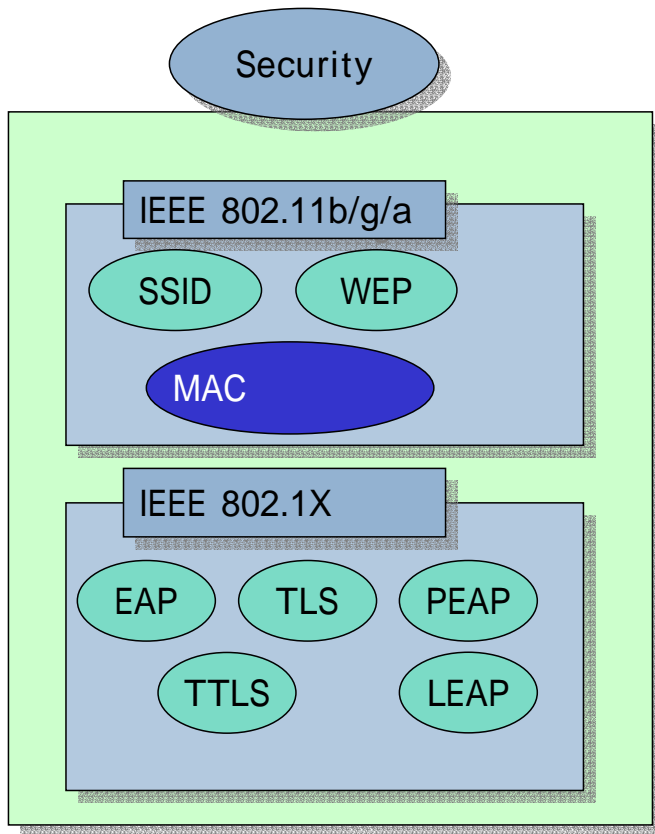 Security
IEEE 802.11b/g/a
SSID WEP
MAC
IEEE 802.1X
EAP TLS PEAP
TTLS LEAP